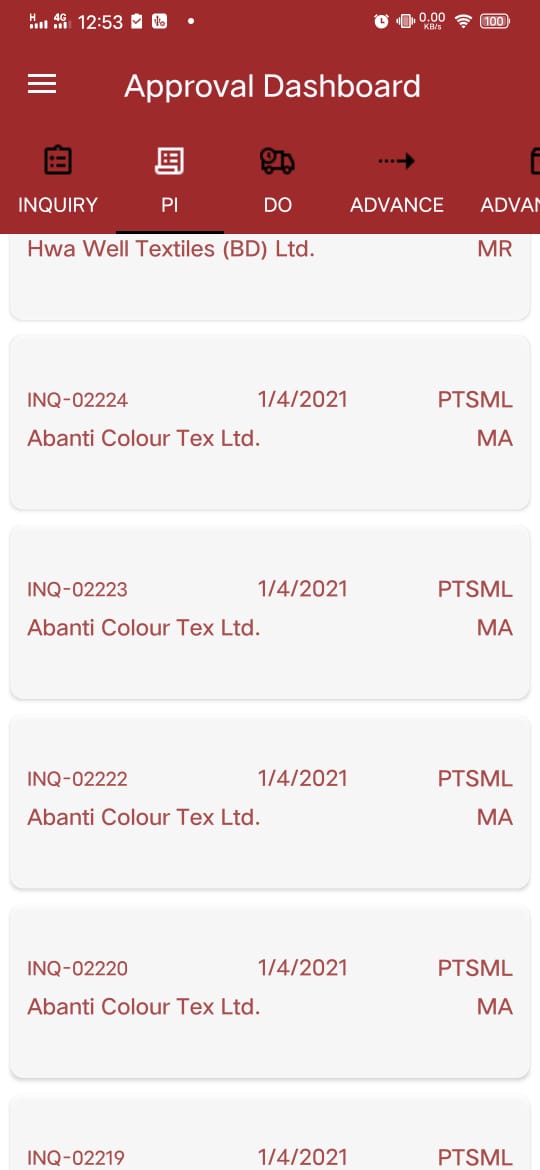 H 4G 4G 12:53 0.00 KB/s 100
Approval Dashboard
INQUIRY PI DO ADVANCE ADVAN
Hwa Well Textiles (BD) Ltd. MR
INQ-02224 1/4/2021 PTSML
Abanti Colour Tex Ltd. MA
INQ-02223 1/4/2021 PTSML
Abanti Colour Tex Ltd. MA
INQ-02222 1/4/2021 PTSML
Abanti Colour Tex Ltd. MA
INQ-02220 1/4/2021 PTSML
Abanti Colour Tex Ltd. MA
INQ-02219 1/4/2021 PTSML